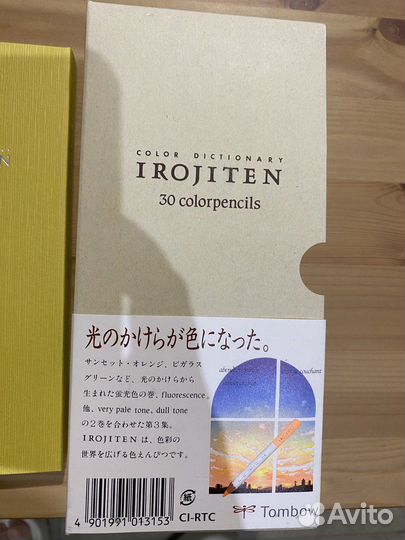 COLOR DICTIONARY
IROJITEN
30 colorpencils
光のかけらが色になった。
サンセット・オレンジ、ピガラス
グリーンなど、光のかけらから
生まれた蛍光色の巻、fluorescence。
他、very pale tone、dull tone
の2巻を合わせた第3集。
IROJITENは、色彩の
世界を広げる色えんぴつです。
couchant
IROJITEN
4 901991 013153
紙
CI-RTC
Tombow
Avito